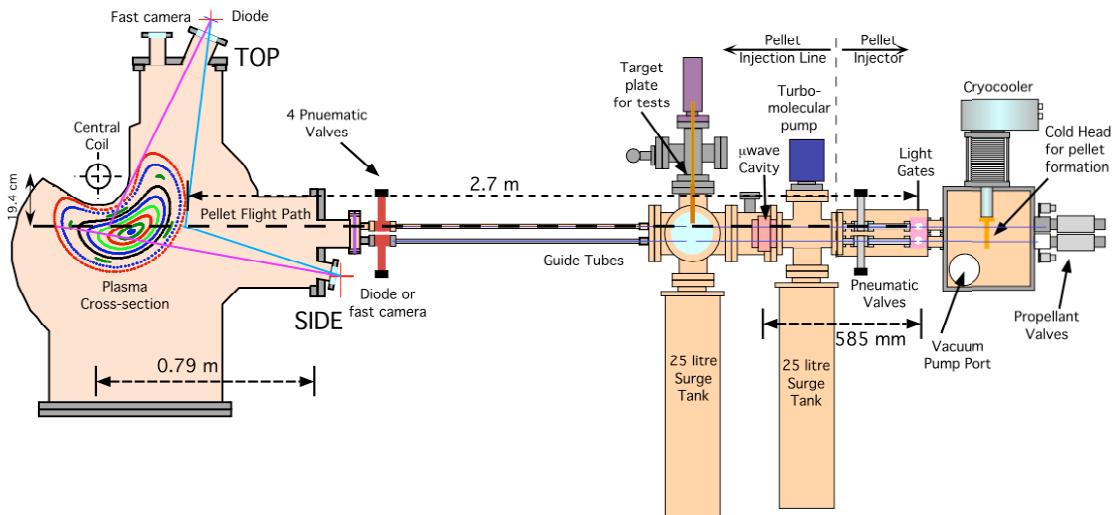 Fast camera
Diode
TOP
Central
Coil
19.4 cm
4 Pnuematic
Valves
Pellet Flight Path
Plasma
Cross-section
SIDE
0.79 m
Diode or
fast camera
2.7 m
Guide Tubes
Target
plate
for tests
Pellet
Injection Line
Pellet
Injector
Turbo-
molecular
pump
μwave
Cavity
Light
Gates
Cryocooler
Cold Head
for pellet
formation
Pneumatic
Valves
585 mm
25 litre
Surge
Tank
25 litre
Surge
Tank
Vacuum
Pump Port
Propellant
Valves